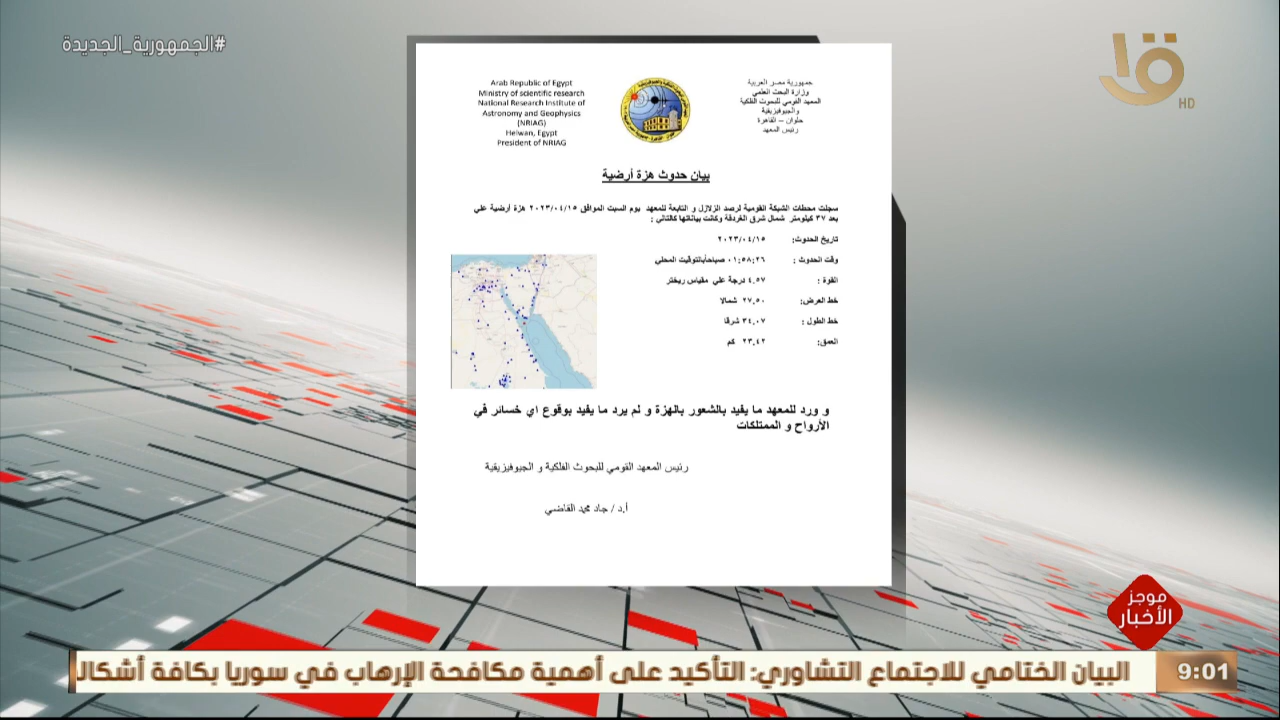 #الجمهورية_الجديدة
HD
Arab Republic of Egypt
Ministry of scientific research
National Research Institute of
Astronomy and Geophysics
(NRIAG)
Helwan, Egypt
President of NRIAG
جمهورية مصر العربية
وزارة البحث العلمي
المعهد القومي للبحوث الفلكية
والجيوفيزيقية
حلوان – القاهرة
رئيس المعهد
بيان حدوث هزة أرضية
سجلت محطات الشبكة القومية لرصد الزلازل و التابعة للمعهد يوم السبت الموافق ٢٠٢٣/٠٤/١٥ هزة أرضية علي
بعد ٣٧ كيلومتر شمال شرق الغردقة وكانت بياناتها كالتالي :
تاريخ الحدوث: ٢٠٢٣/٠٤/١٥
وقت الحدوث : ٠١:٥٨:٢٦ صباحاًبالتوقيت المحلي
القوة : ٤.٥٧ درجة علي مقياس ريختر
خط العرض: ٢٧.٥٠ شمالا
خط الطول : ٣٤.٠٧ شرقا
العمق: ٢٣.٤٢ كم
و ورد للمعهد ما يفيد بالشعور بالهزة و لم يرد ما يفيد بوقوع اي خسائر في
الأرواح و الممتلكات
رئيس المعهد القومي للبحوث الفلكية و الجيوفيزيقية
أ.د / جاد محمد القاضي
موجز
الأخبار
9:01
البيان الختامي للاجتماع التشاوري: التأكيد على أهمية مكافحة الإرهاب في سوريا بكافة أشكال